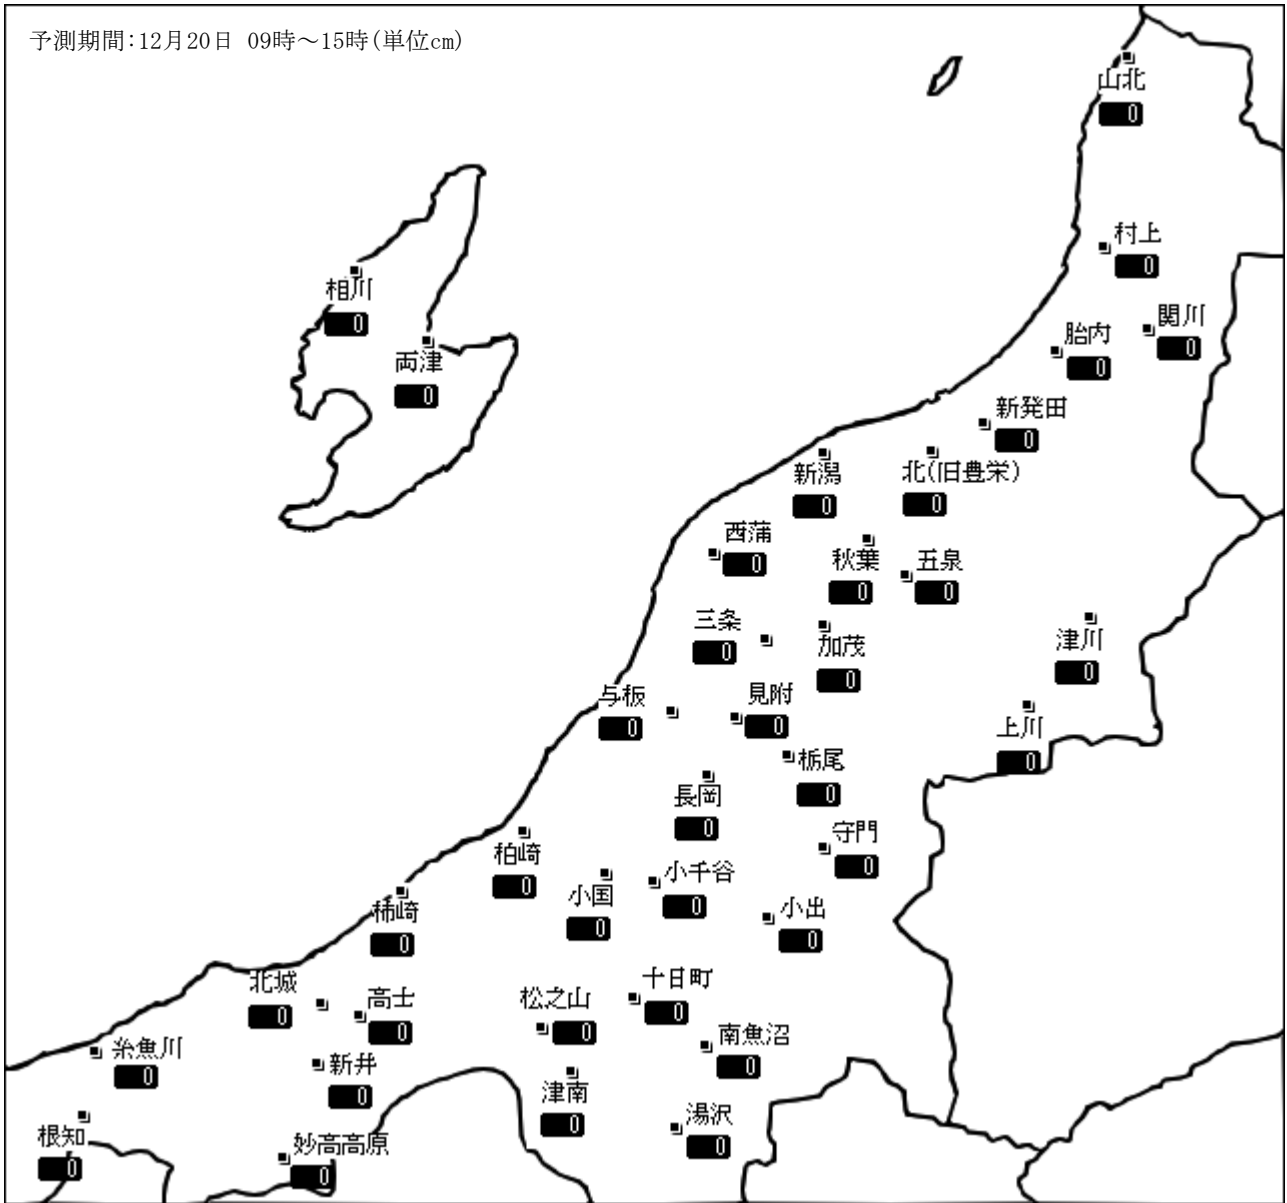 予測期間:12月20日 09時～15時(単位cm)
山北
0
村上
0
相川
0
関川
0
胎内
0
両津
0
新発田
0
新潟
0
北(旧豊栄)
0
西蒲
0
秋葉
0
五泉
0
三条
0
加茂
0
津川
0
与板
0
見附
0
上川
0
栃尾
0
長岡
0
守門
0
柏崎
0
小国
0
小千谷
0
小出
0
柿崎
0
北城
0
高士
0
松之山
0
十日町
0
南魚沼
0
糸魚川
0
新井
0
津南
0
湯沢
0
根知
0
妙高高原
0